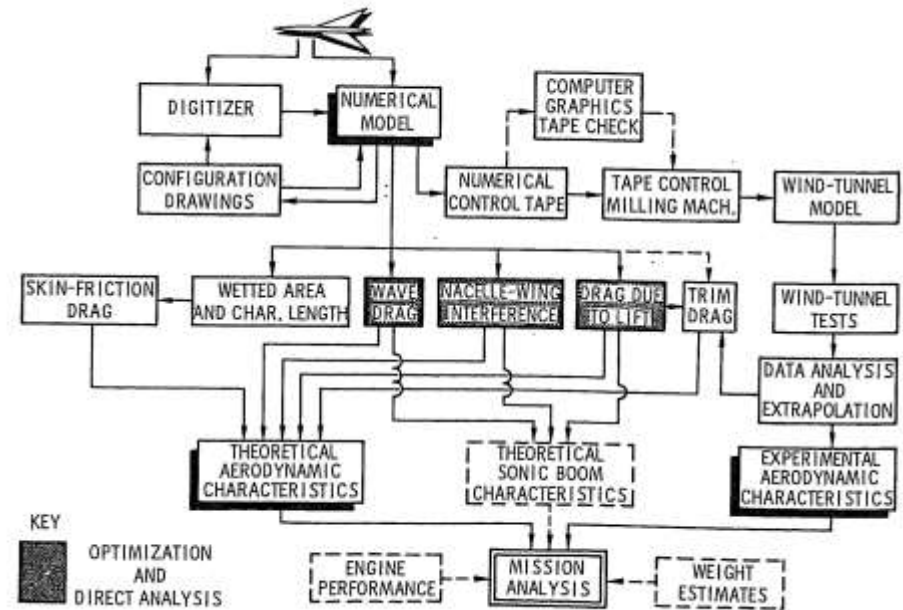 DIGITIZER
NUMERICAL
MODEL
COMPUTER
GRAPHICS
TAPE CHECK
CONFIGURATION
DRAWINGS
NUMERICAL
CONTROL TAPE
TAPE CONTROL
MILLING MACH.
WIND-TUNNEL
MODEL
SKIN-FRICTION
DRAG
WETTED AREA
AND CHAR. LENGTH
WAVE
DRAG
NACELLE-WING
INTERFERENCE
DRAG DUE
TO LIFT
TRIM
DRAG
WIND-TUNNEL
TESTS
DATA ANALYSIS
AND
EXTRAPOLATION
THEORETICAL
AERODYNAMIC
CHARACTERISTICS
THEORETICAL
SONIC BOOM
CHARACTERISTICS
EXPERIMENTAL
AERODYNAMIC
CHARACTERISTICS
KEY
OPTIMIZATION
AND
DIRECT ANALYSIS
ENGINE
PERFORMANCE
MISSION
ANALYSIS
WEIGHT
ESTIMATES